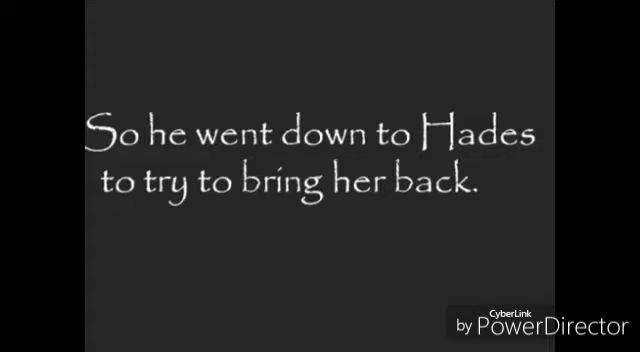 So he went down to Hades
to try to bring her back.
CyberLink
by PowerDirector